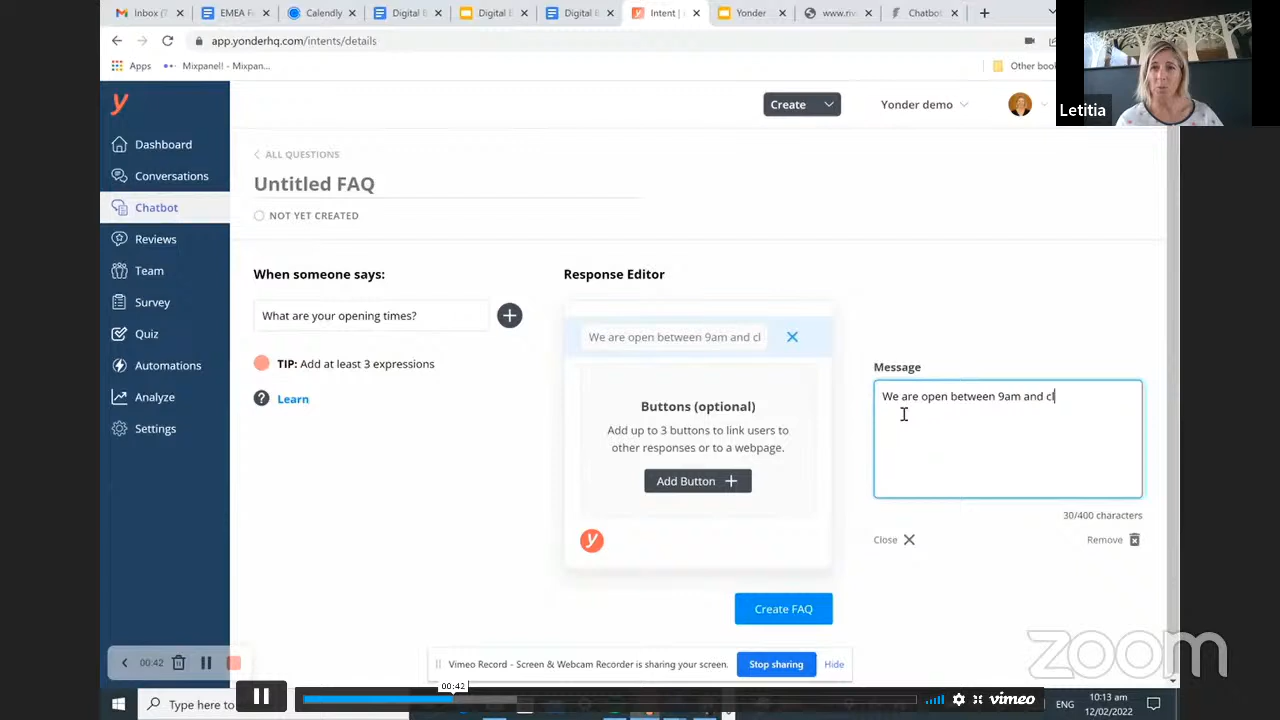 Inbox (7
EMEA F
Calendly
Digital B
Digital B
Digital B
Intent |
Yonder
www.riv
Chatbot
app.yonderhq.com/intents/details
Apps
Mixpanel! - Mixpan...
Other book
Letitia
y
Create
Yonder demo
Dashboard
Conversations
Chatbot
Reviews
Team
Survey
Quiz
Automations
Analyze
Settings
ALL QUESTIONS
Untitled FAQ
NOT YET CREATED
When someone says:
What are your opening times?
TIP: Add at least 3 expressions
Learn
Response Editor
We are open between 9am and cl
Buttons (optional)
Add up to 3 buttons to link users to
other responses or to a webpage.
Add Button
y
Create FAQ
Message
We are open between 9am and cl
30/400 characters
Close
Remove
zoom
00:42
Vimeo Record - Screen & Webcam Recorder is sharing your screen.
Stop sharing
Hide
00:42
vimeo
Type here to
ENG
10:13 am
12/02/2022